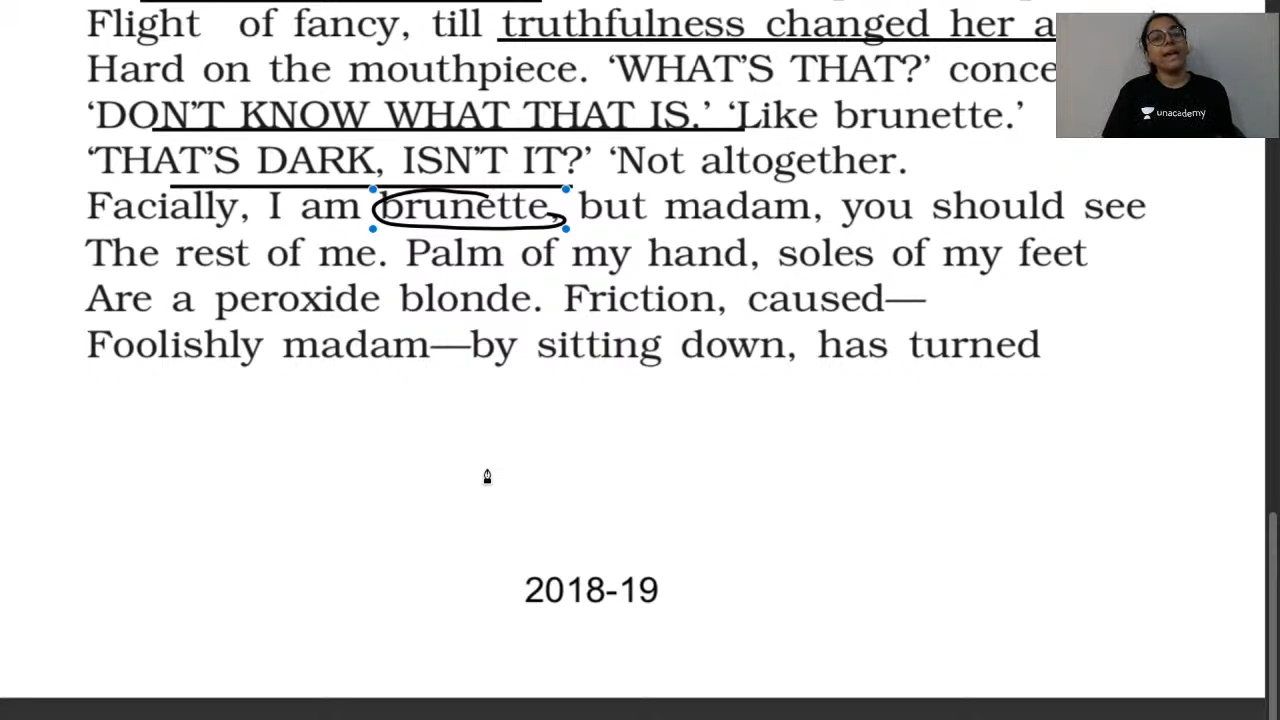 Flight of fancy, till truthfulness changed her a
Hard on the mouthpiece. ‘WHAT’S THAT?’ conce
‘DON’T KNOW WHAT THAT IS.’ ‘Like brunette.’
‘THAT’S DARK, ISN’T IT?’ ‘Not altogether.
Facially, I am brunette, but madam, you should see
The rest of me. Palm of my hand, soles of my feet
Are a peroxide blonde. Friction, caused—
Foolishly madam—by sitting down, has turned
2018-19
unacademy